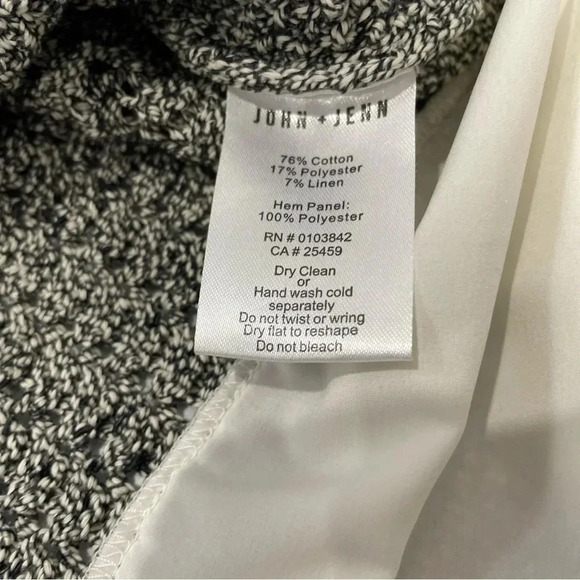 JOHN + JENN
76% Cotton
17% Polyester
7% Linen
Hem Panel:
100% Polyester
RN # 0103842
CA # 25459
Dry Clean
or
Hand wash cold
separately
Do not twist or wring
Dry flat to reshape
Do not bleach